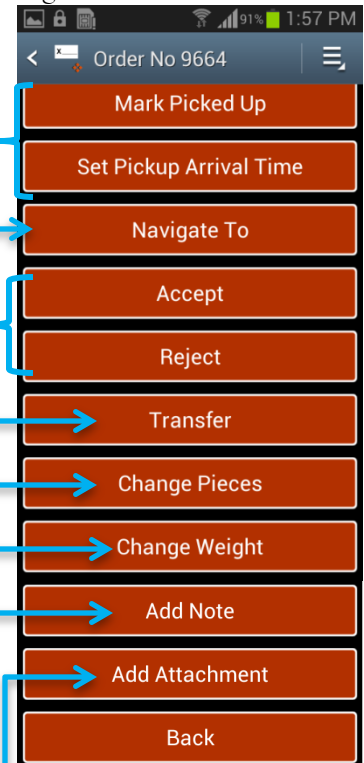 91% 1:57 PM
Order No 9664
Mark Picked Up
Set Pickup Arrival Time
Navigate To
Accept
Reject
Transfer
Change Pieces
Change Weight
Add Note
Add Attachment
Back